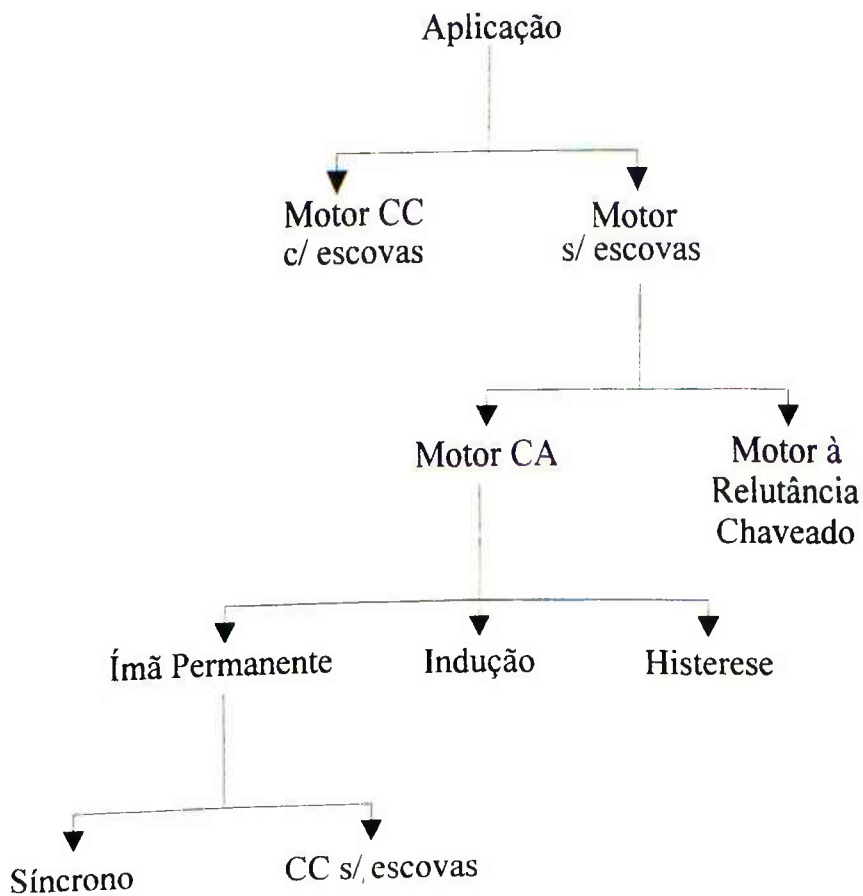 Aplicação
Motor CC
c/ escovas
Motor
s/ escovas
Motor CA
Motor à
Relutância
Chaveado
Ímã Permanente
Indução
Histerese
Síncrono
CC s/ escovas